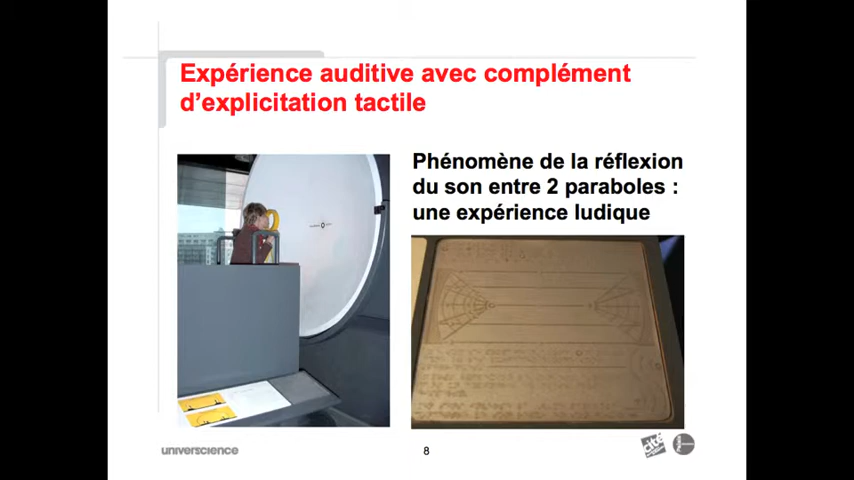 Expérience auditive avec complément
d’explicitation tactile
Phénomène de la réflexion
du son entre 2 paraboles :
une expérience ludique
universcience
8
cité